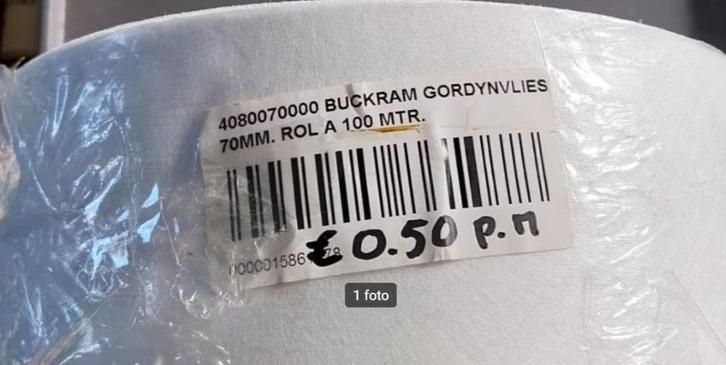 4080070000 BUCKRAM GORDYNVLIES
70MM. ROL A 100 MTR.
€ 0.50 p.m
1 foto